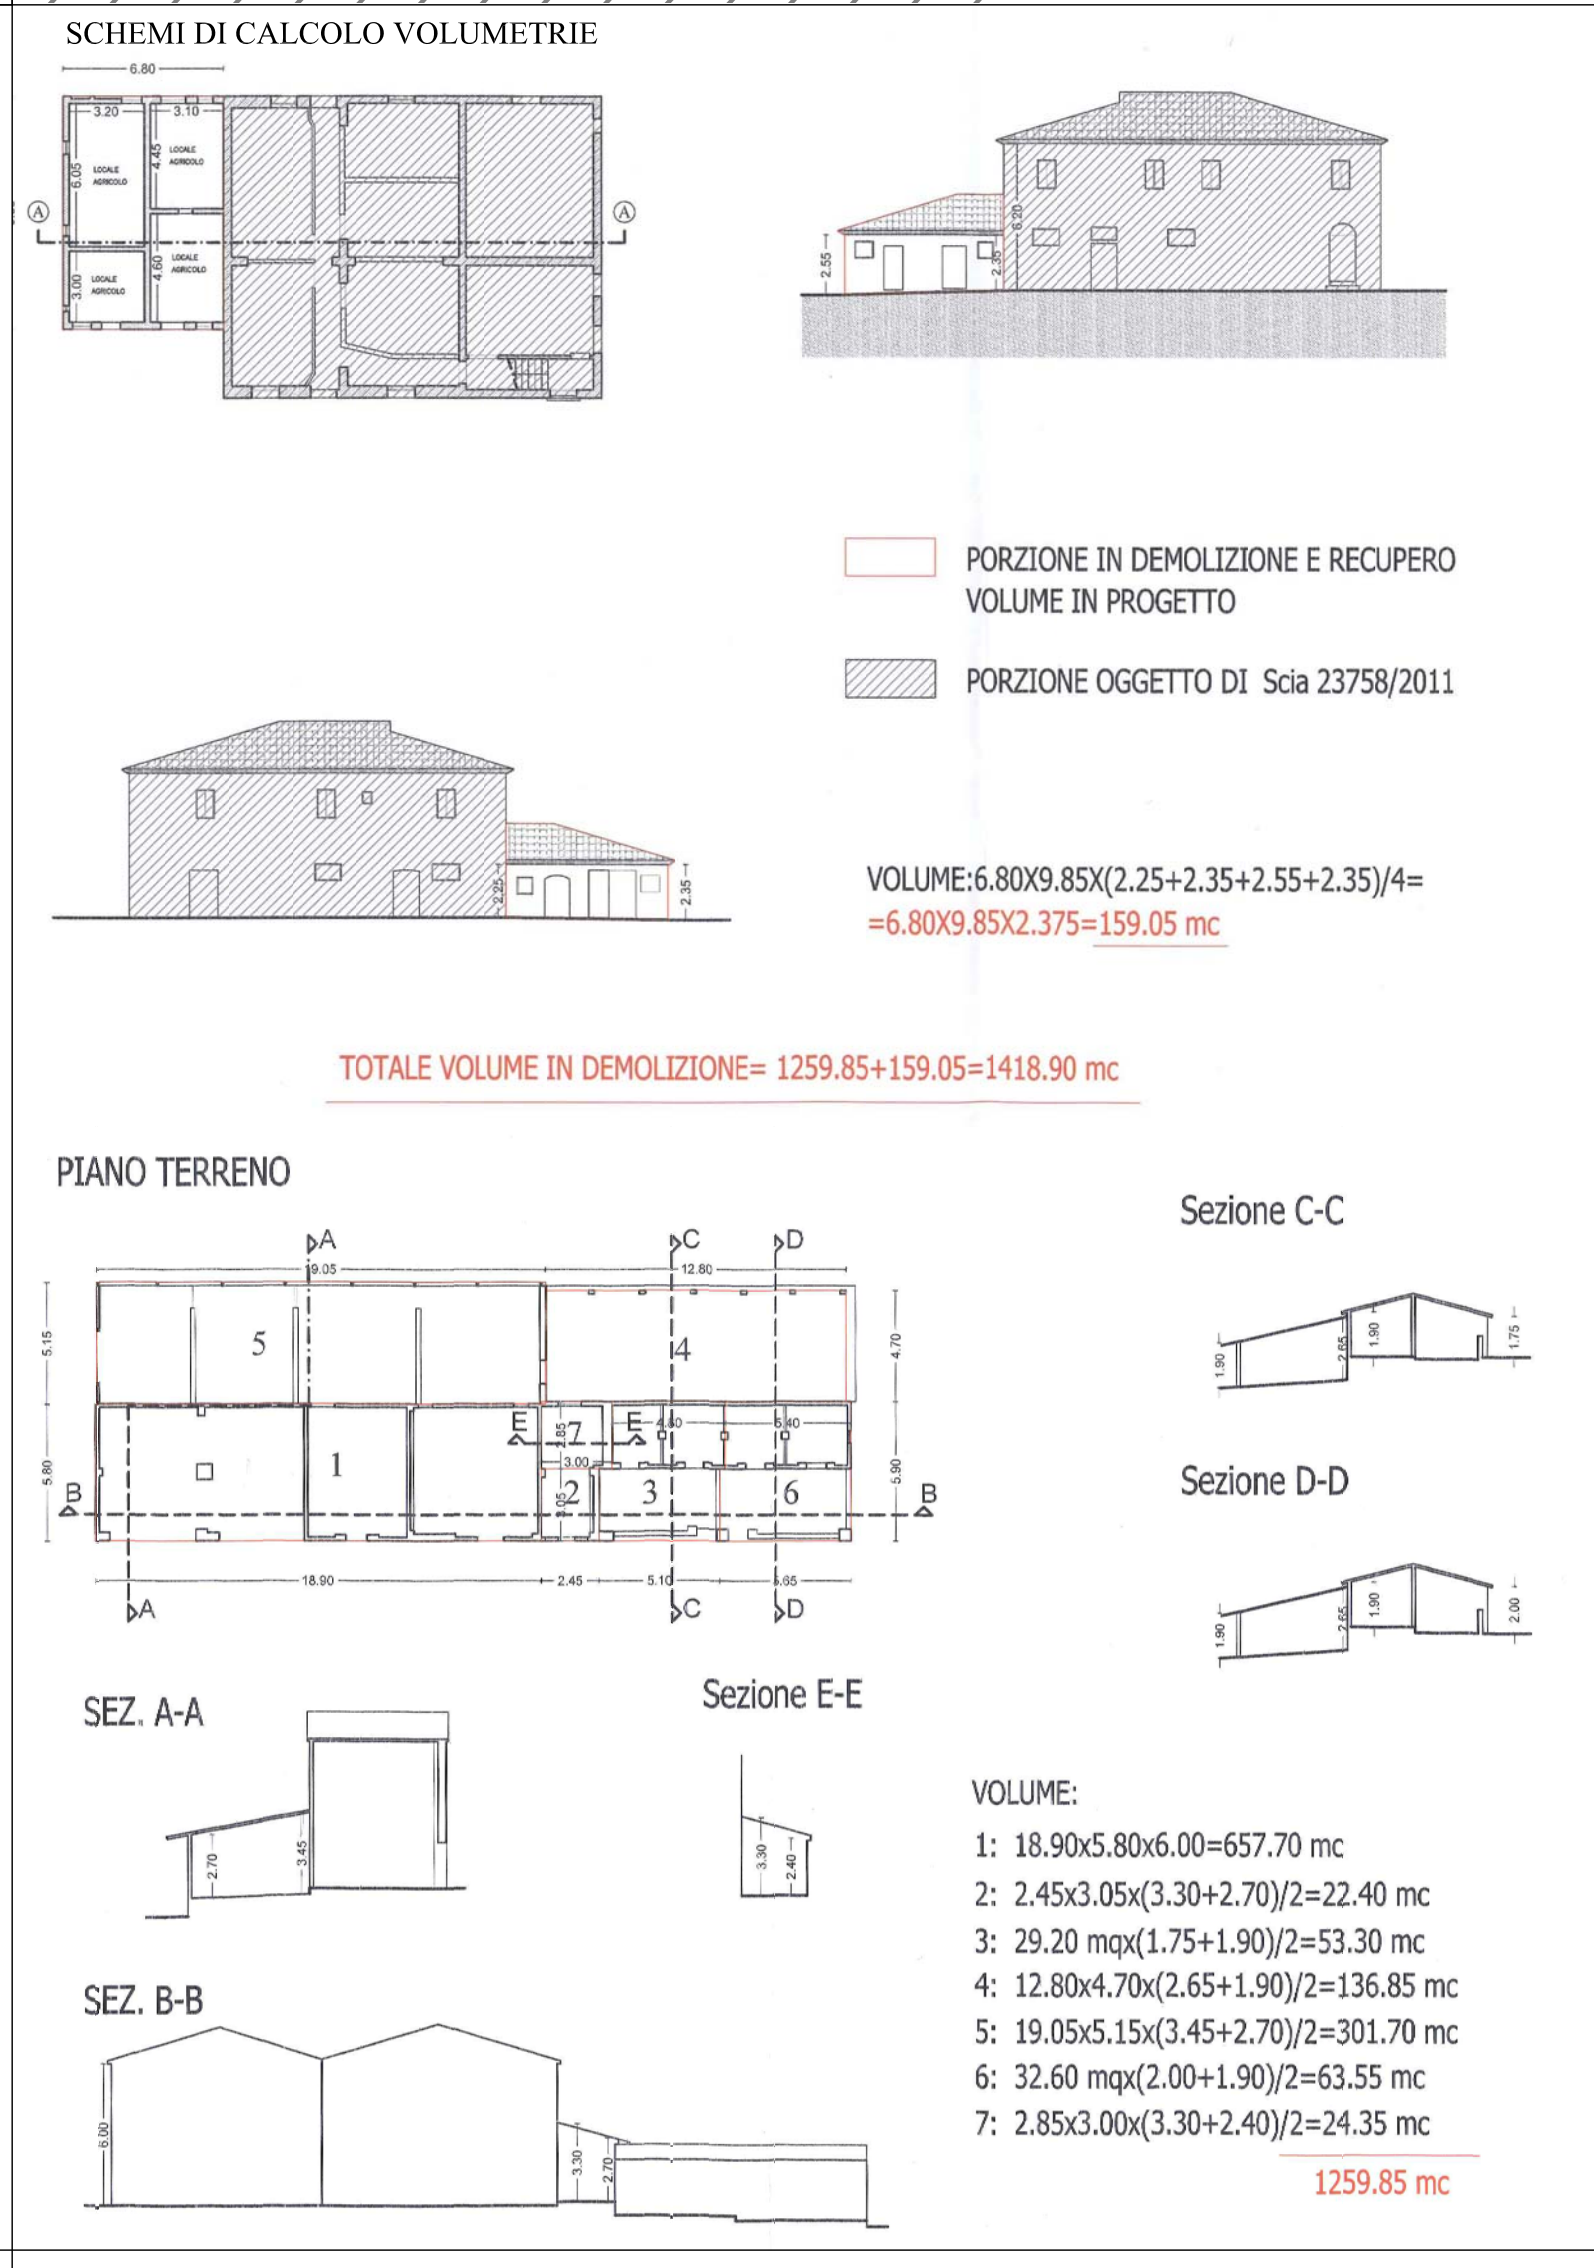 SCHEMI DI CALCOLO VOLUMETRIE
6.80
3.20
3.10
6.05
4.45
LOCALE
AGRICOLO
LOCALE
AGRICOLO
A
A
3.00
4.60
LOCALE
AGRICOLO
LOCALE
AGRICOLO
2.55
2.35
6.20
PORZIONE IN DEMOLIZIONE E RECUPERO
VOLUME IN PROGETTO
PORZIONE OGGETTO DI Scia 23758/2011
2.25
2.35
VOLUME:6.80X9.85X(2.25+2.35+2.55+2.35)/4=
=6.80X9.85X2.375=159.05 mc
TOTALE VOLUME IN DEMOLIZIONE= 1259.85+159.05=1418.90 mc
PIANO TERRENO
A
C
D
19.05
12.80
5.15
5
4
4.70
5.80
1
E
7
E
2.85
3.00
4.80
5.40
5.90
B
2
3.05
3
6
B
18.90
2.45
5.10
5.65
A
C
D
Sezione C-C
1.90
2.65
1.90
1.75
Sezione D-D
1.90
2.65
1.90
2.00
SEZ. A-A
2.70
3.45
Sezione E-E
3.30
2.40
SEZ. B-B
6.00
3.30
2.70
VOLUME:
1: 18.90x5.80x6.00=657.70 mc
2: 2.45x3.05x(3.30+2.70)/2=22.40 mc
3: 29.20 mqx(1.75+1.90)/2=53.30 mc
4: 12.80x4.70x(2.65+1.90)/2=136.85 mc
5: 19.05x5.15x(3.45+2.70)/2=301.70 mc
6: 32.60 mqx(2.00+1.90)/2=63.55 mc
7: 2.85x3.00x(3.30+2.40)/2=24.35 mc
1259.85 mc